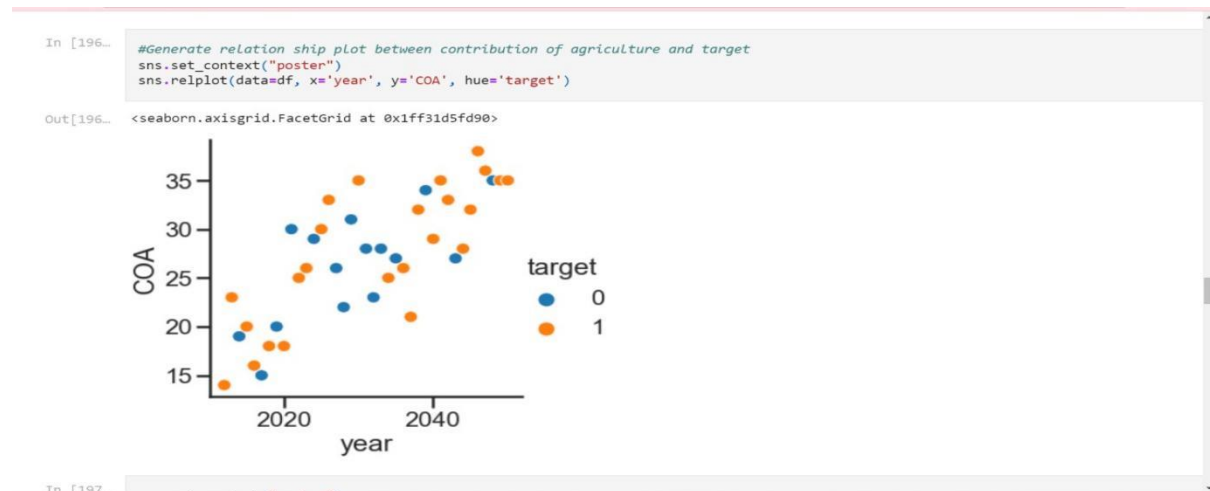 In [196…
#Generate relation ship plot between contribution of agriculture and target
sns.set_context("poster")
sns.relplot(data=df, x='year', y='COA', hue='target')
Out[196…
<seaborn.axisgrid.FacetGrid at 0x1ff31d5fd90>
35
30
25
20
15
COA
2020
2040
year
target
0
1
In [197